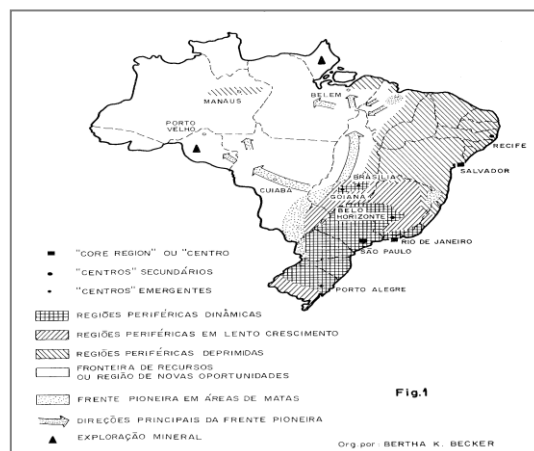 BELEM
MANAUS
PORTO
VELHO
RECIFE
SALVADOR
BRASÍLIA
CUIABÁ
GOIANA
BELO
HORIZONTE
RIO DE JANEIRO
SÃO PAULO
PORTO ALEGRE
"CORE REGION" OU "CENTRO
"CENTROS" SECUNDÁRIOS
"CENTROS" EMERGENTES
REGIÕES PERIFÉRICAS DINÂMICAS
REGIÕES PERIFÉRICAS EM LENTO CRESCIMENTO
REGIÕES PERIFÉRICAS DEPRIMIDAS
FRONTEIRA DE RECURSOS
OU REGIÃO DE NOVAS OPORTUNIDADES
FRENTE PIONEIRA EM ÁREAS DE MATAS
DIREÇÕES PRINCIPAIS DA FRENTE PIONEIRA
EXPLORAÇÃO MINERAL
Fig.1
Org. por: BERTHA K. BECKER